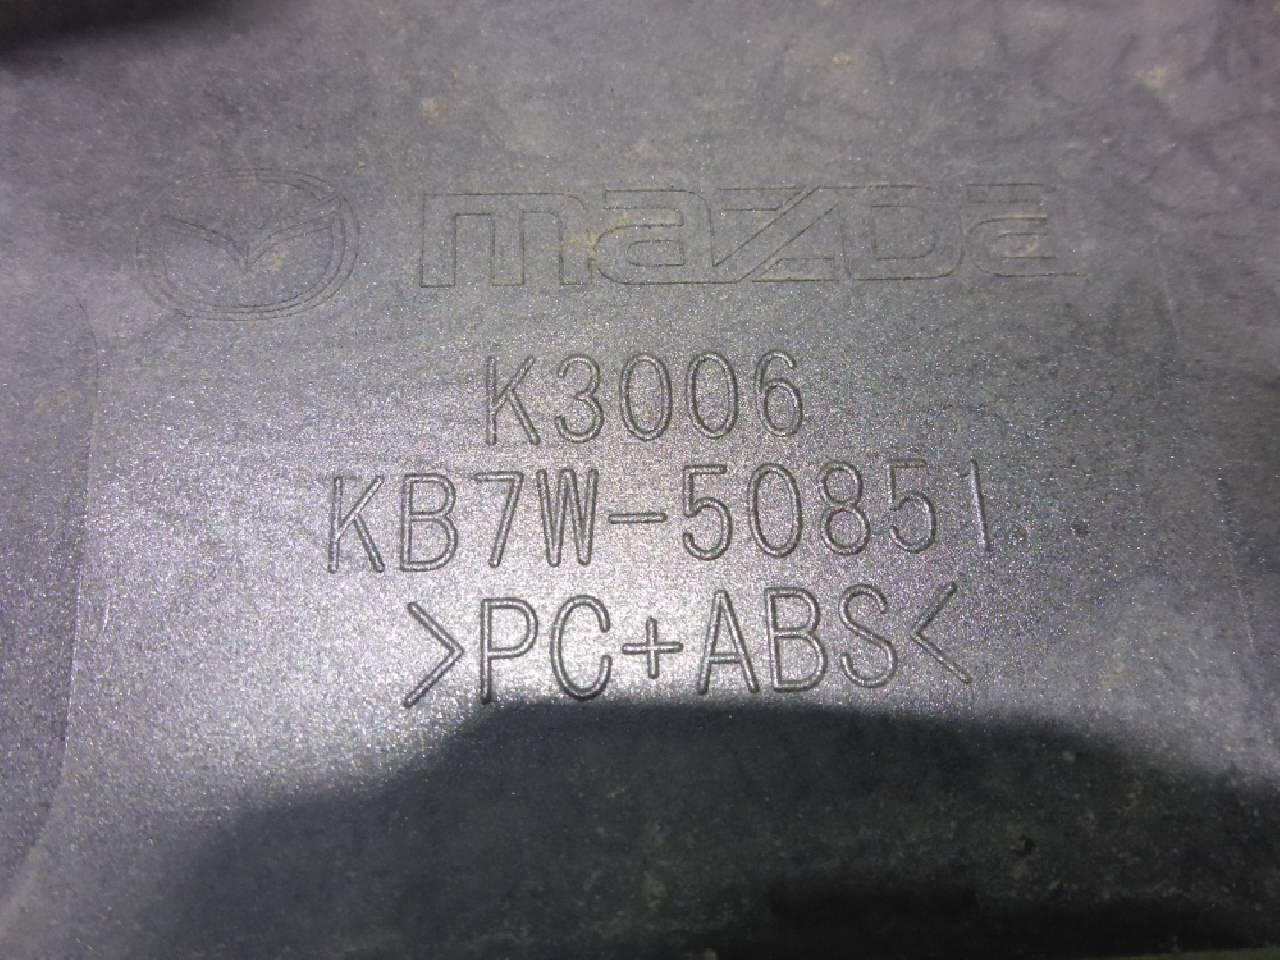 mazda
K3006
KB7W-50851
>PC+ABS<